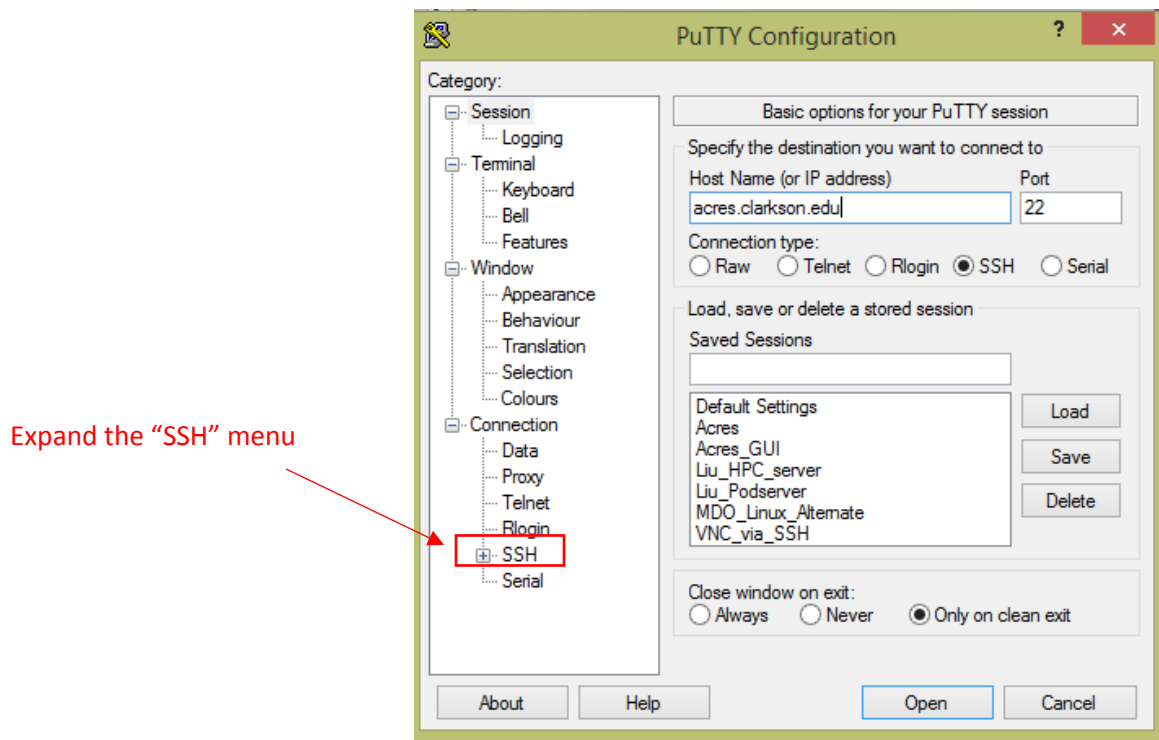 PuTTY Configuration
?
×
Category:
Session
Logging
Terminal
Keyboard
Bell
Features
Window
Appearance
Behaviour
Translation
Selection
Colours
Connection
Data
Proxy
Telnet
Rlogin
SSH
Serial
Expand the “SSH” menu
Basic options for your PuTTY session
Specify the destination you want to connect to
Host Name (or IP address) Port
acres.clarkson.edu 22
Connection type:
Raw Telnet Rlogin SSH Serial
Load, save or delete a stored session
Saved Sessions
Default Settings
Acres
Acres_GUI
Liu_HPC_server
Liu_Podserver
MDO_Linux_Alternate
VNC_via_SSH
Load
Save
Delete
Close window on exit:
Always Never Only on clean exit
About Help Open Cancel